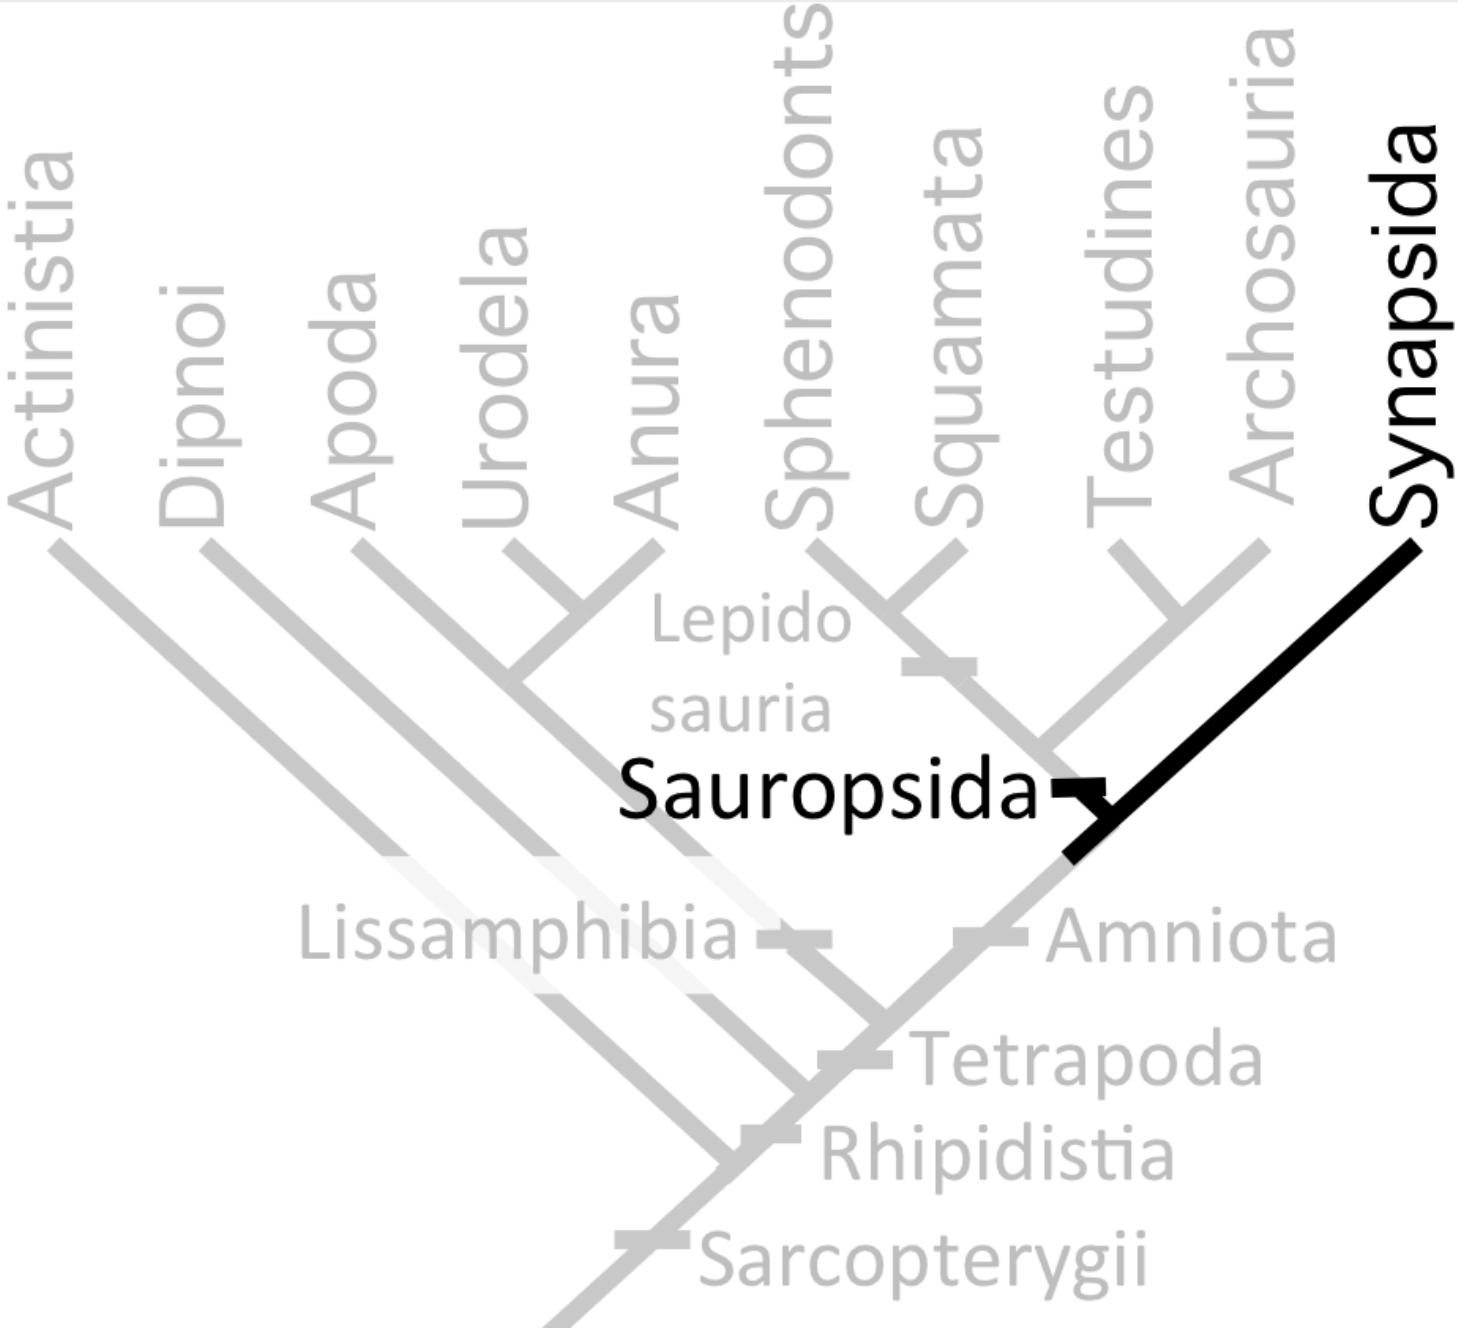 Actinistia
Dipnoi
Apoda
Urodela
Anura
Sphenodonts
Squamata
Testudines
Archosauria
Synapsida
Lepido
sauria
Sauropsida
Lissamphibia
Amniota
Tetrapoda
Rhipidistia
Sarcopterygii